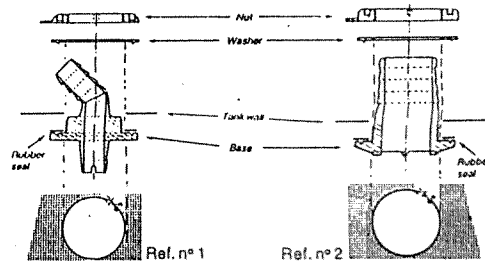 Nut
Washer
Tank wall
Rubber
seal
Base
Rubber
seal
Ref. nº 1
Ref. nº 2